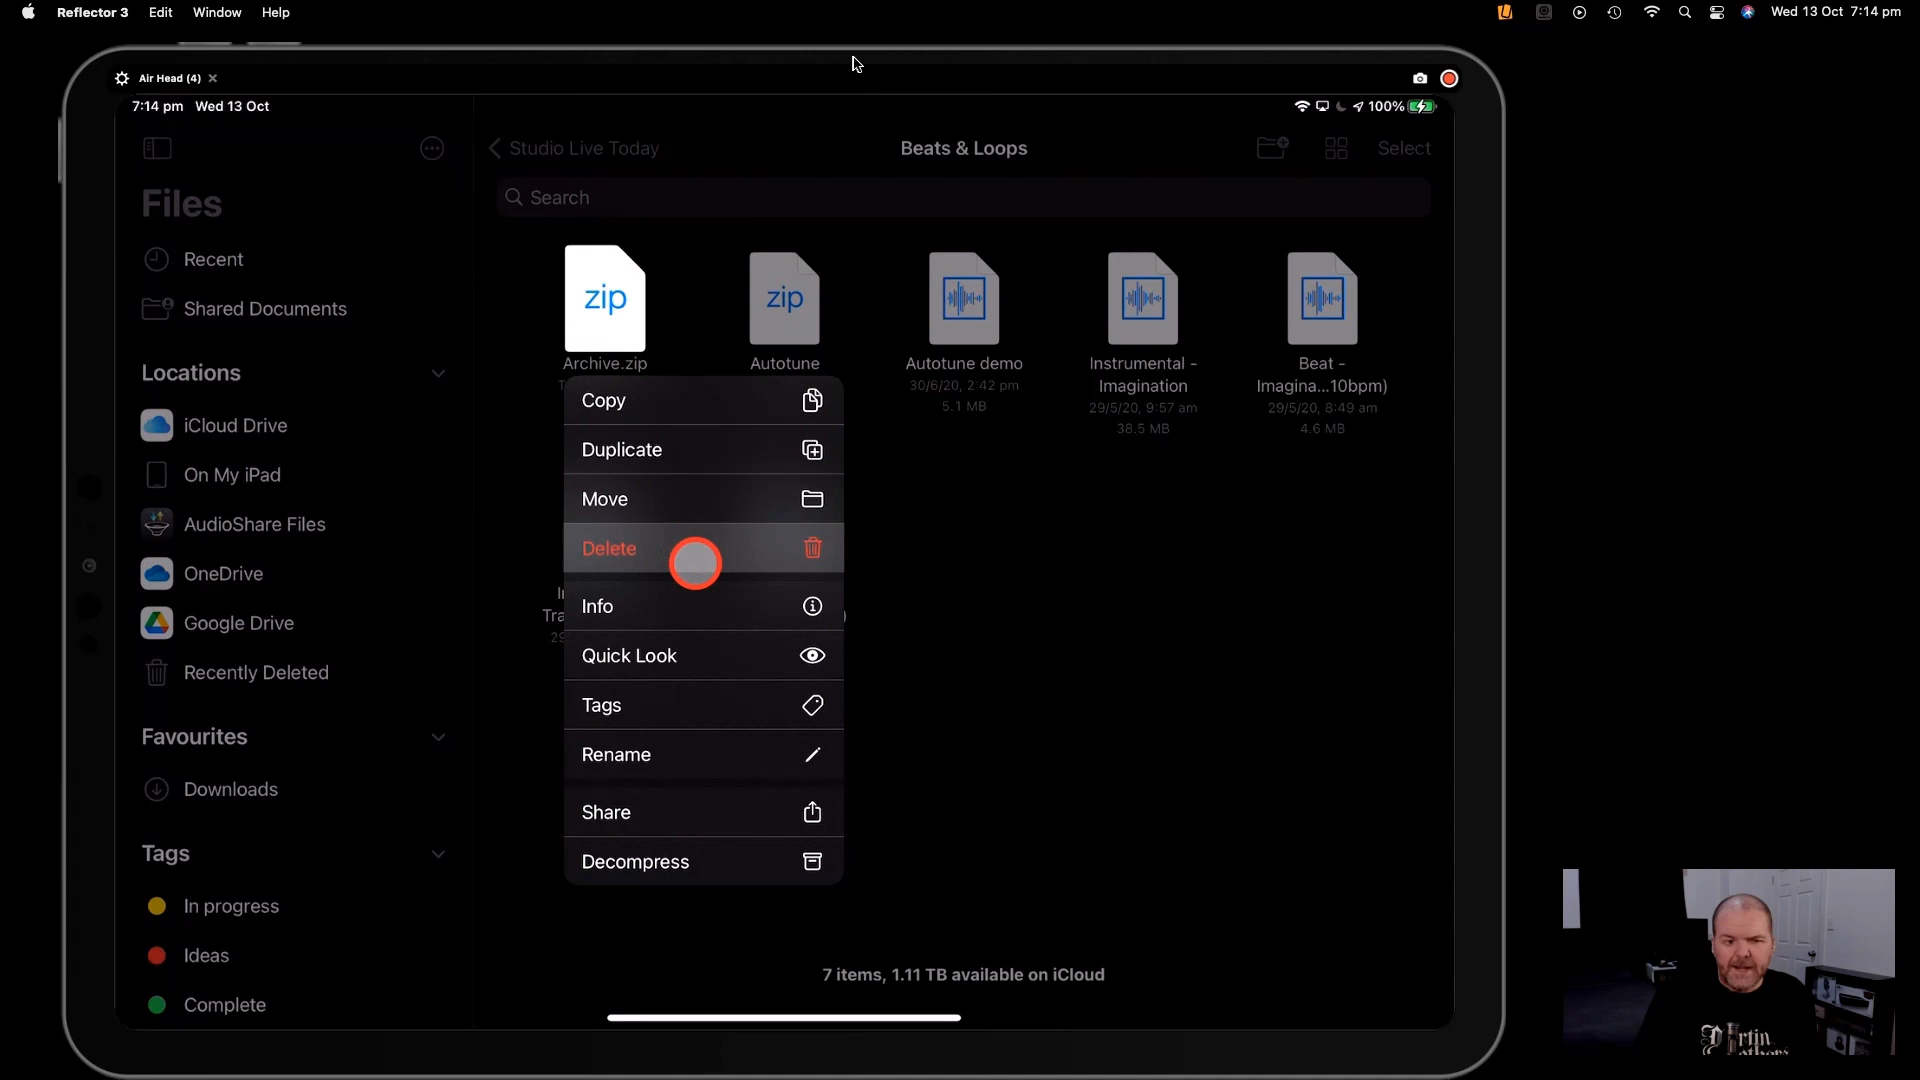 Reflector 3 Edit Window Help Wed 13 Oct 7:14 pm
Air Head (4)
7:14 pm Wed 13 Oct 100%
Studio Live Today Beats & Loops Select
Files
Search
Recent
Shared Documents
Locations
iCloud Drive
On My iPad
AudioShare Files
OneDrive
Google Drive
Recently Deleted
Favourites
Downloads
Tags
In progress
Ideas
Complete
zip
Archive.zip
zip
Autotune
Autotune demo
30/6/20, 2:42 pm
5.1 MB
Instrumental -
Imagination
29/5/20, 9:57 am
38.5 MB
Beat -
Imagina...10bpm)
29/5/20, 8:49 am
4.6 MB
Copy
Duplicate
Move
Delete
Info
Quick Look
Tags
Rename
Share
Decompress
7 items, 1.11 TB available on iCloud